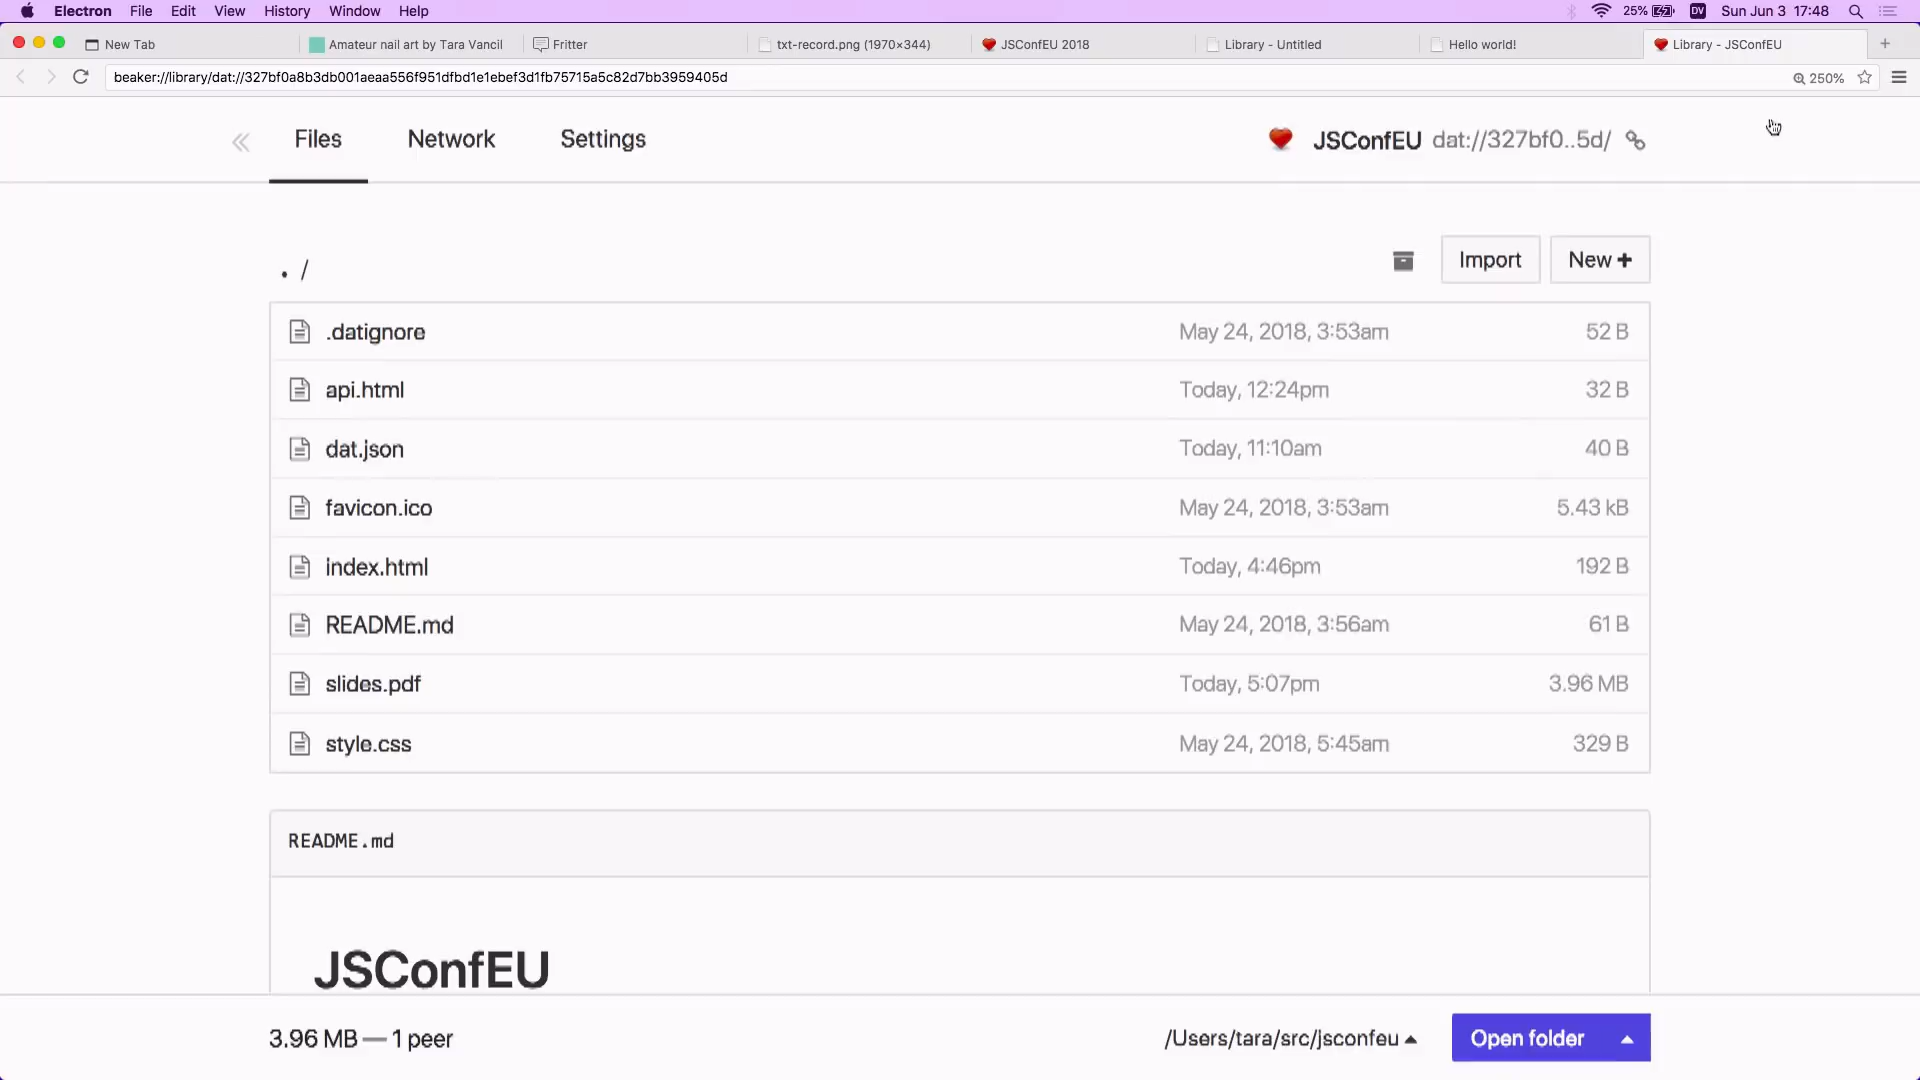 Electron File Edit View History Window Help 25% DV Sun Jun 3 17:48
New Tab Amateur nail art by Tara Vancil Fritter txt-record.png (1970×344) JSConfEU 2018 Library - Untitled Hello world! Library - JSConfEU
beaker://library/dat://327bf0a8b3db001aeaa556f951dfbd1e1ebef3d1fb75715a5c82d7bb3959405d 250%
Files Network Settings JSConfEU dat://327bf0..5d/
. / Import New +
.datignore May 24, 2018, 3:53am 52 B
api.html Today, 12:24pm 32 B
dat.json Today, 11:10am 40 B
favicon.ico May 24, 2018, 3:53am 5.43 kB
index.html Today, 4:46pm 192 B
README.md May 24, 2018, 3:56am 61 B
slides.pdf Today, 5:07pm 3.96 MB
style.css May 24, 2018, 5:45am 329 B
README.md
JSConfEU
3.96 MB — 1 peer /Users/tara/src/jsconfeu Open folder